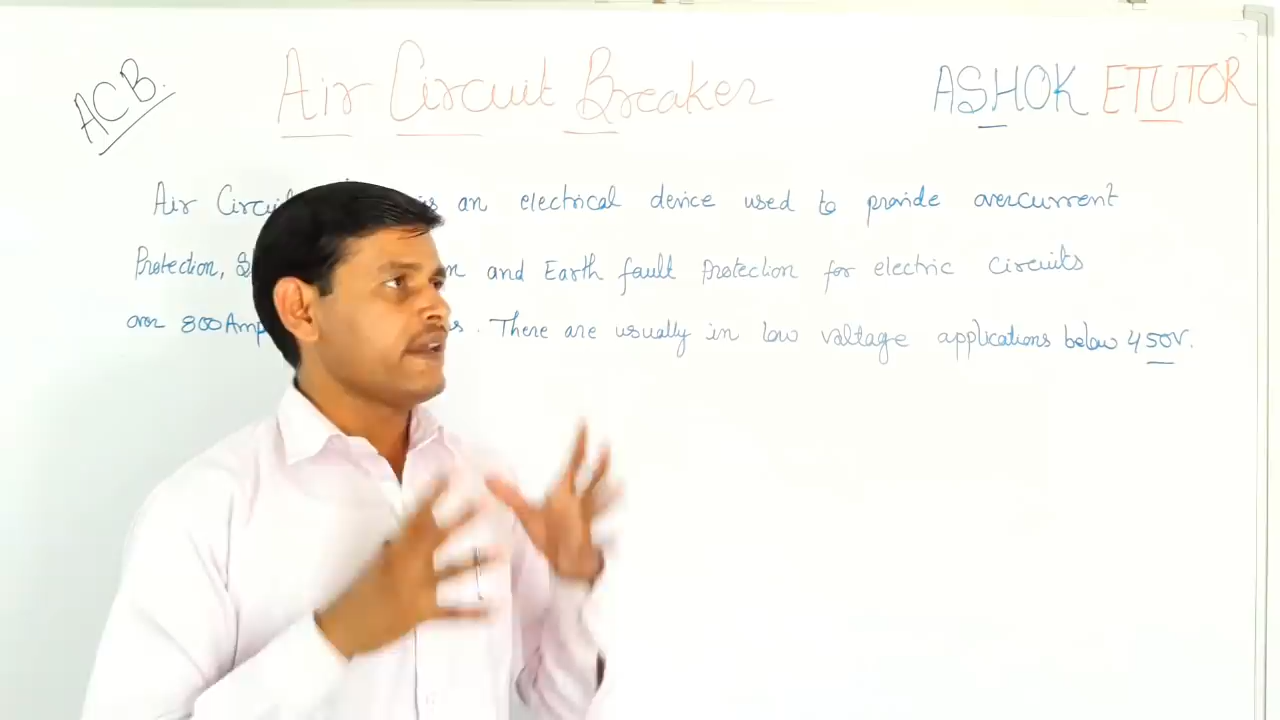 ACB.
Air Circuit Breaker
ASHOK ETUTOR
Air is an electrical device used to provide overcurrent
Protection, and Earth fault Protection for electric Circuits
over 800Amp . There are usually in low voltage applications below 450V.